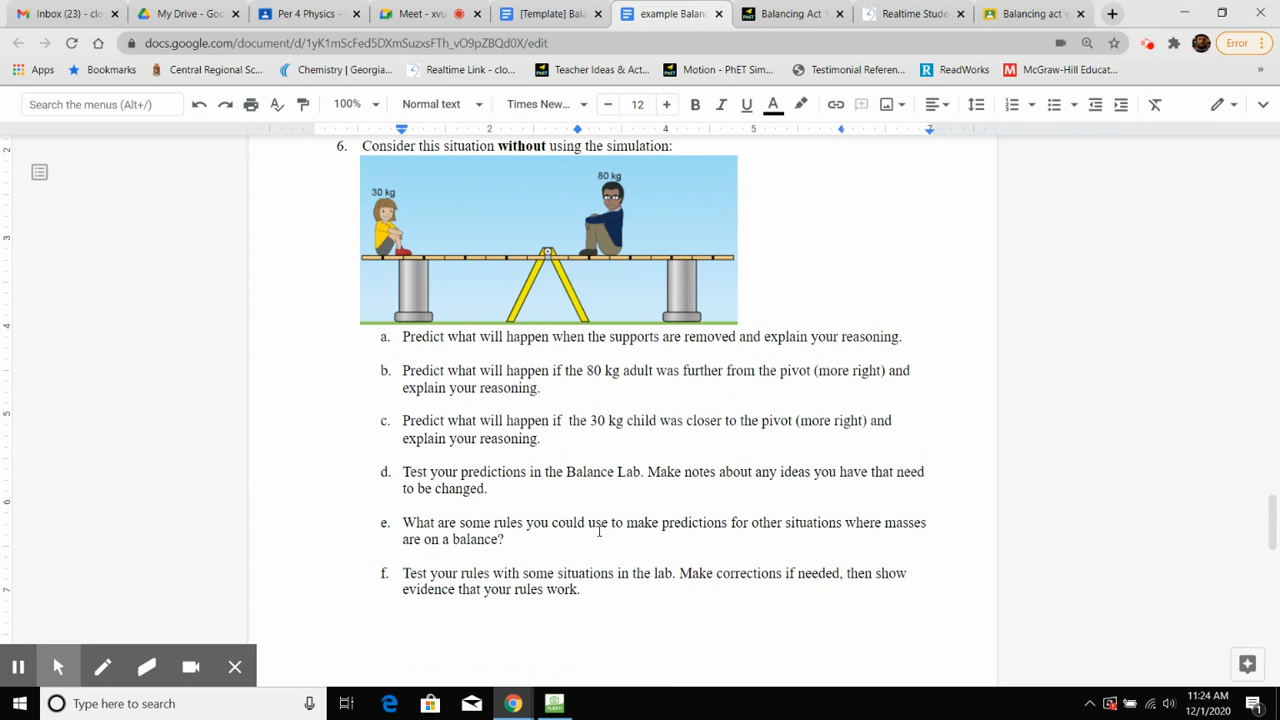 Inbox (23) - clo
My Drive - Goo
Per 4 Physics -
Meet - xvu
[Template] Bala
example Balanc
Balancing Act 1
Realtime Stude
Balancing act v
docs.google.com/document/d/1yK1mScFed5DXmSuzxsFTh_vO9pZBQd0X/edit
Error
Apps
Bookmarks
Central Regional Sc...
Chemistry | Georgia...
Realtime Link - clo...
Teacher Ideas & Act...
Motion - PhET Sim...
Testimonial Referen...
ReadWorks
McGraw-Hill Educat...
Search the menus (Alt+/)
100%
Normal text
Times New...
12
2 4 5 6 7
6. Consider this situation without using the simulation:
30 kg
80 kg
a. Predict what will happen when the supports are removed and explain your reasoning.
b. Predict what will happen if the 80 kg adult was further from the pivot (more right) and
explain your reasoning.
c. Predict what will happen if the 30 kg child was closer to the pivot (more right) and
explain your reasoning.
d. Test your predictions in the Balance Lab. Make notes about any ideas you have that need
to be changed.
e. What are some rules you could use to make predictions for other situations where masses
are on a balance?
f. Test your rules with some situations in the lab. Make corrections if needed, then show
evidence that your rules work.
Type here to search
11:24 AM
12/1/2020